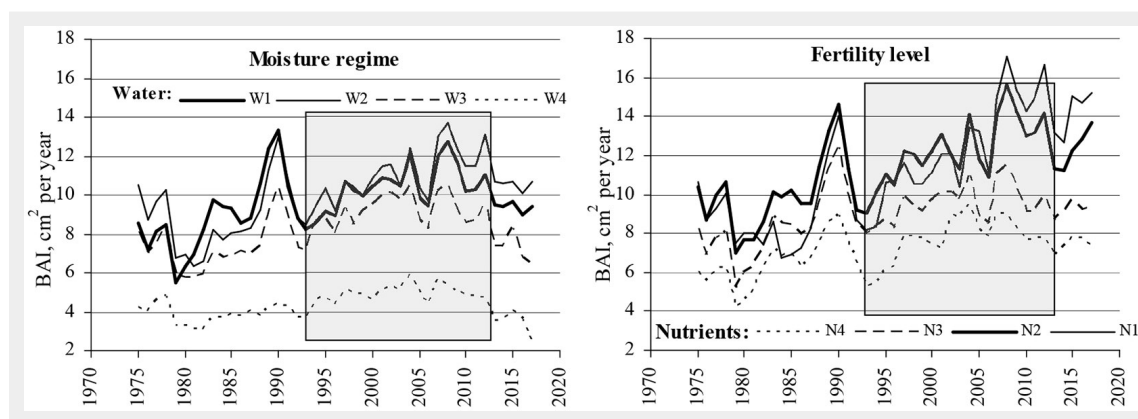 Moisture regime
Water: W1 W2 W3 W4
BAI, cm² per year
18
16
14
12
10
8
6
4
2
1970 1975 1980 1985 1990 1995 2000 2005 2010 2015 2020
Fertility level
BAI, cm² per year
18
16
14
12
10
8
6
4
2
Nutrients: N4 N3 N2 N1
1970 1975 1980 1985 1990 1995 2000 2005 2010 2015 2020